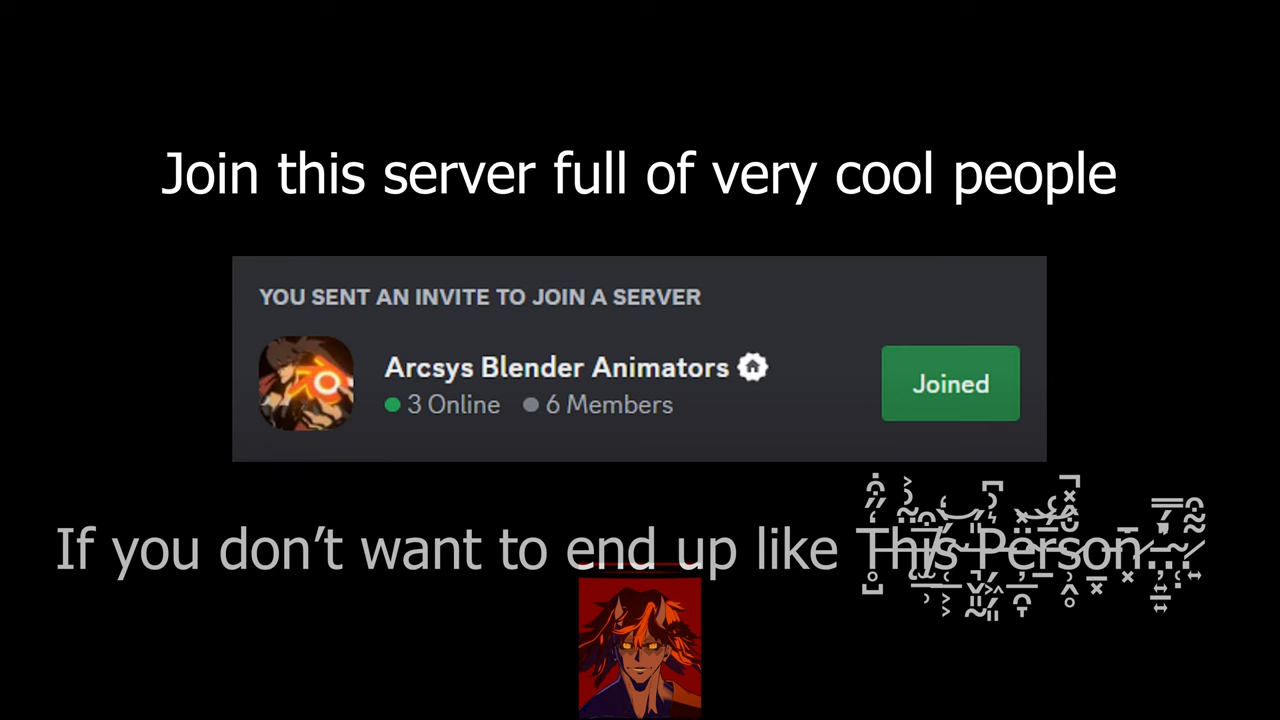 Join this server full of very cool people
YOU SENT AN INVITE TO JOIN A SERVER
Arcsys Blender Animators
3 Online 6 Members
Joined
If you don’t want to end up like This Person...